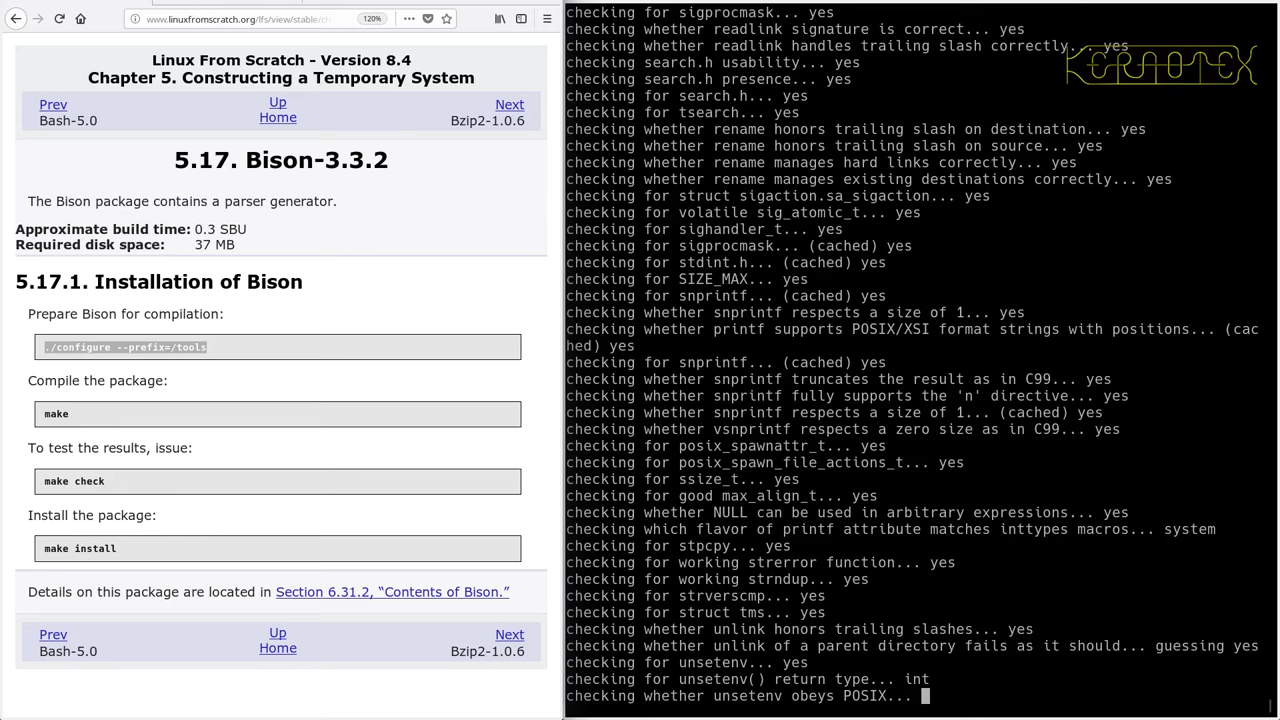 www.linuxfromscratch.org/lfs/view/stable/ch
120%
Linux From Scratch - Version 8.4
Chapter 5. Constructing a Temporary System
Prev Up Next
Bash-5.0 Home Bzip2-1.0.6
5.17. Bison-3.3.2
The Bison package contains a parser generator.
Approximate build time: 0.3 SBU
Required disk space: 37 MB
5.17.1. Installation of Bison
Prepare Bison for compilation:
./configure --prefix=/tools
Compile the package:
make
To test the results, issue:
make check
Install the package:
make install
Details on this package are located in Section 6.31.2, “Contents of Bison.”
Prev Up Next
Bash-5.0 Home Bzip2-1.0.6
checking for sigprocmask... yes
checking whether readlink signature is correct... yes
checking whether readlink handles trailing slash correctly... yes
checking search.h usability... yes
checking search.h presence... yes
checking for search.h... yes
checking for tsearch... yes
checking whether rename honors trailing slash on destination... yes
checking whether rename honors trailing slash on source... yes
checking whether rename manages hard links correctly... yes
checking whether rename manages existing destinations correctly... yes
checking for struct sigaction.sa_sigaction... yes
checking for volatile sig_atomic_t... yes
checking for sighandler_t... yes
checking for sigprocmask... (cached) yes
checking for stdint.h... (cached) yes
checking for SIZE_MAX... yes
checking for snprintf... (cached) yes
checking whether snprintf respects a size of 1... yes
checking whether printf supports POSIX/XSI format strings with positions... (cac
hed) yes
checking for snprintf... (cached) yes
checking whether snprintf truncates the result as in C99... yes
checking whether snprintf fully supports the 'n' directive... yes
checking whether snprintf respects a size of 1... (cached) yes
checking whether vsnprintf respects a zero size as in C99... yes
checking for posix_spawnattr_t... yes
checking for posix_spawn_file_actions_t... yes
checking for ssize_t... yes
checking for good max_align_t... yes
checking whether NULL can be used in arbitrary expressions... yes
checking which flavor of printf attribute matches inttypes macros... system
checking for stpcpy... yes
checking for working strerror function... yes
checking for working strndup... yes
checking for strverscmp... yes
checking for struct tms... yes
checking whether unlink honors trailing slashes... yes
checking whether unlink of a parent directory fails as it should... guessing yes
checking for unsetenv... yes
checking for unsetenv() return type... int
checking whether unsetenv obeys POSIX...
KERNOTEX